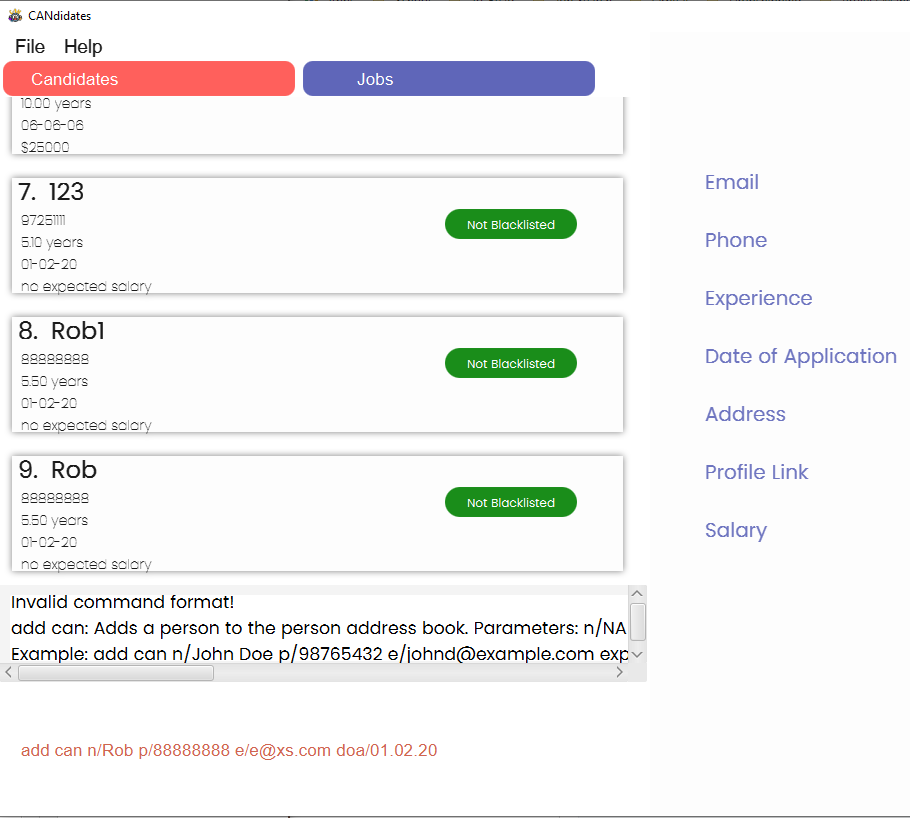 CANdidates
File Help
Candidates Jobs
10.00 years
06-06-06
$25000
7. 123
97251111
5.10 years
01-02-20
no expected salary
Not Blacklisted
8. Rob1
88888888
5.50 years
01-02-20
no expected salary
Not Blacklisted
9. Rob
88888888
5.50 years
01-02-20
no expected salary
Not Blacklisted
Invalid command format!
add can: Adds a person to the person address book. Parameters: n/NA
Example: add can n/John Doe p/98765432 e/johnd@example.com exp
add can n/Rob p/88888888 e/e@xs.com doa/01.02.20
Email
Phone
Experience
Date of Application
Address
Profile Link
Salary